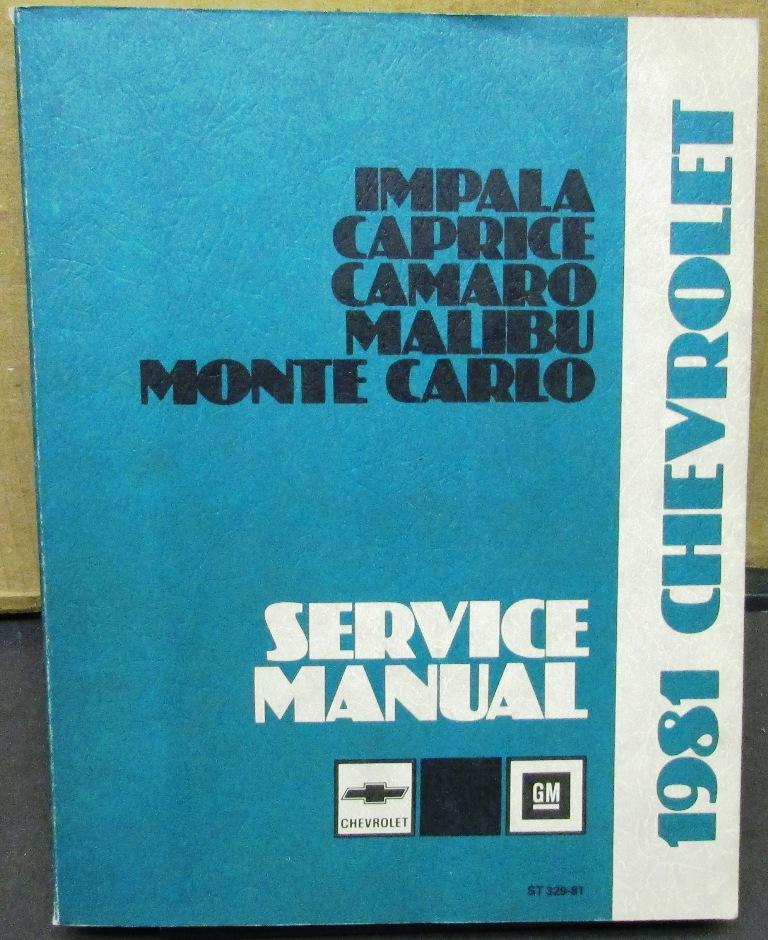 IMPALA
CAPRICE
CAMARO
MALIBU
MONTE CARLO
SERVICE
MANUAL
CHEVROLET
GM
ST 329-81
1981 CHEVROLET